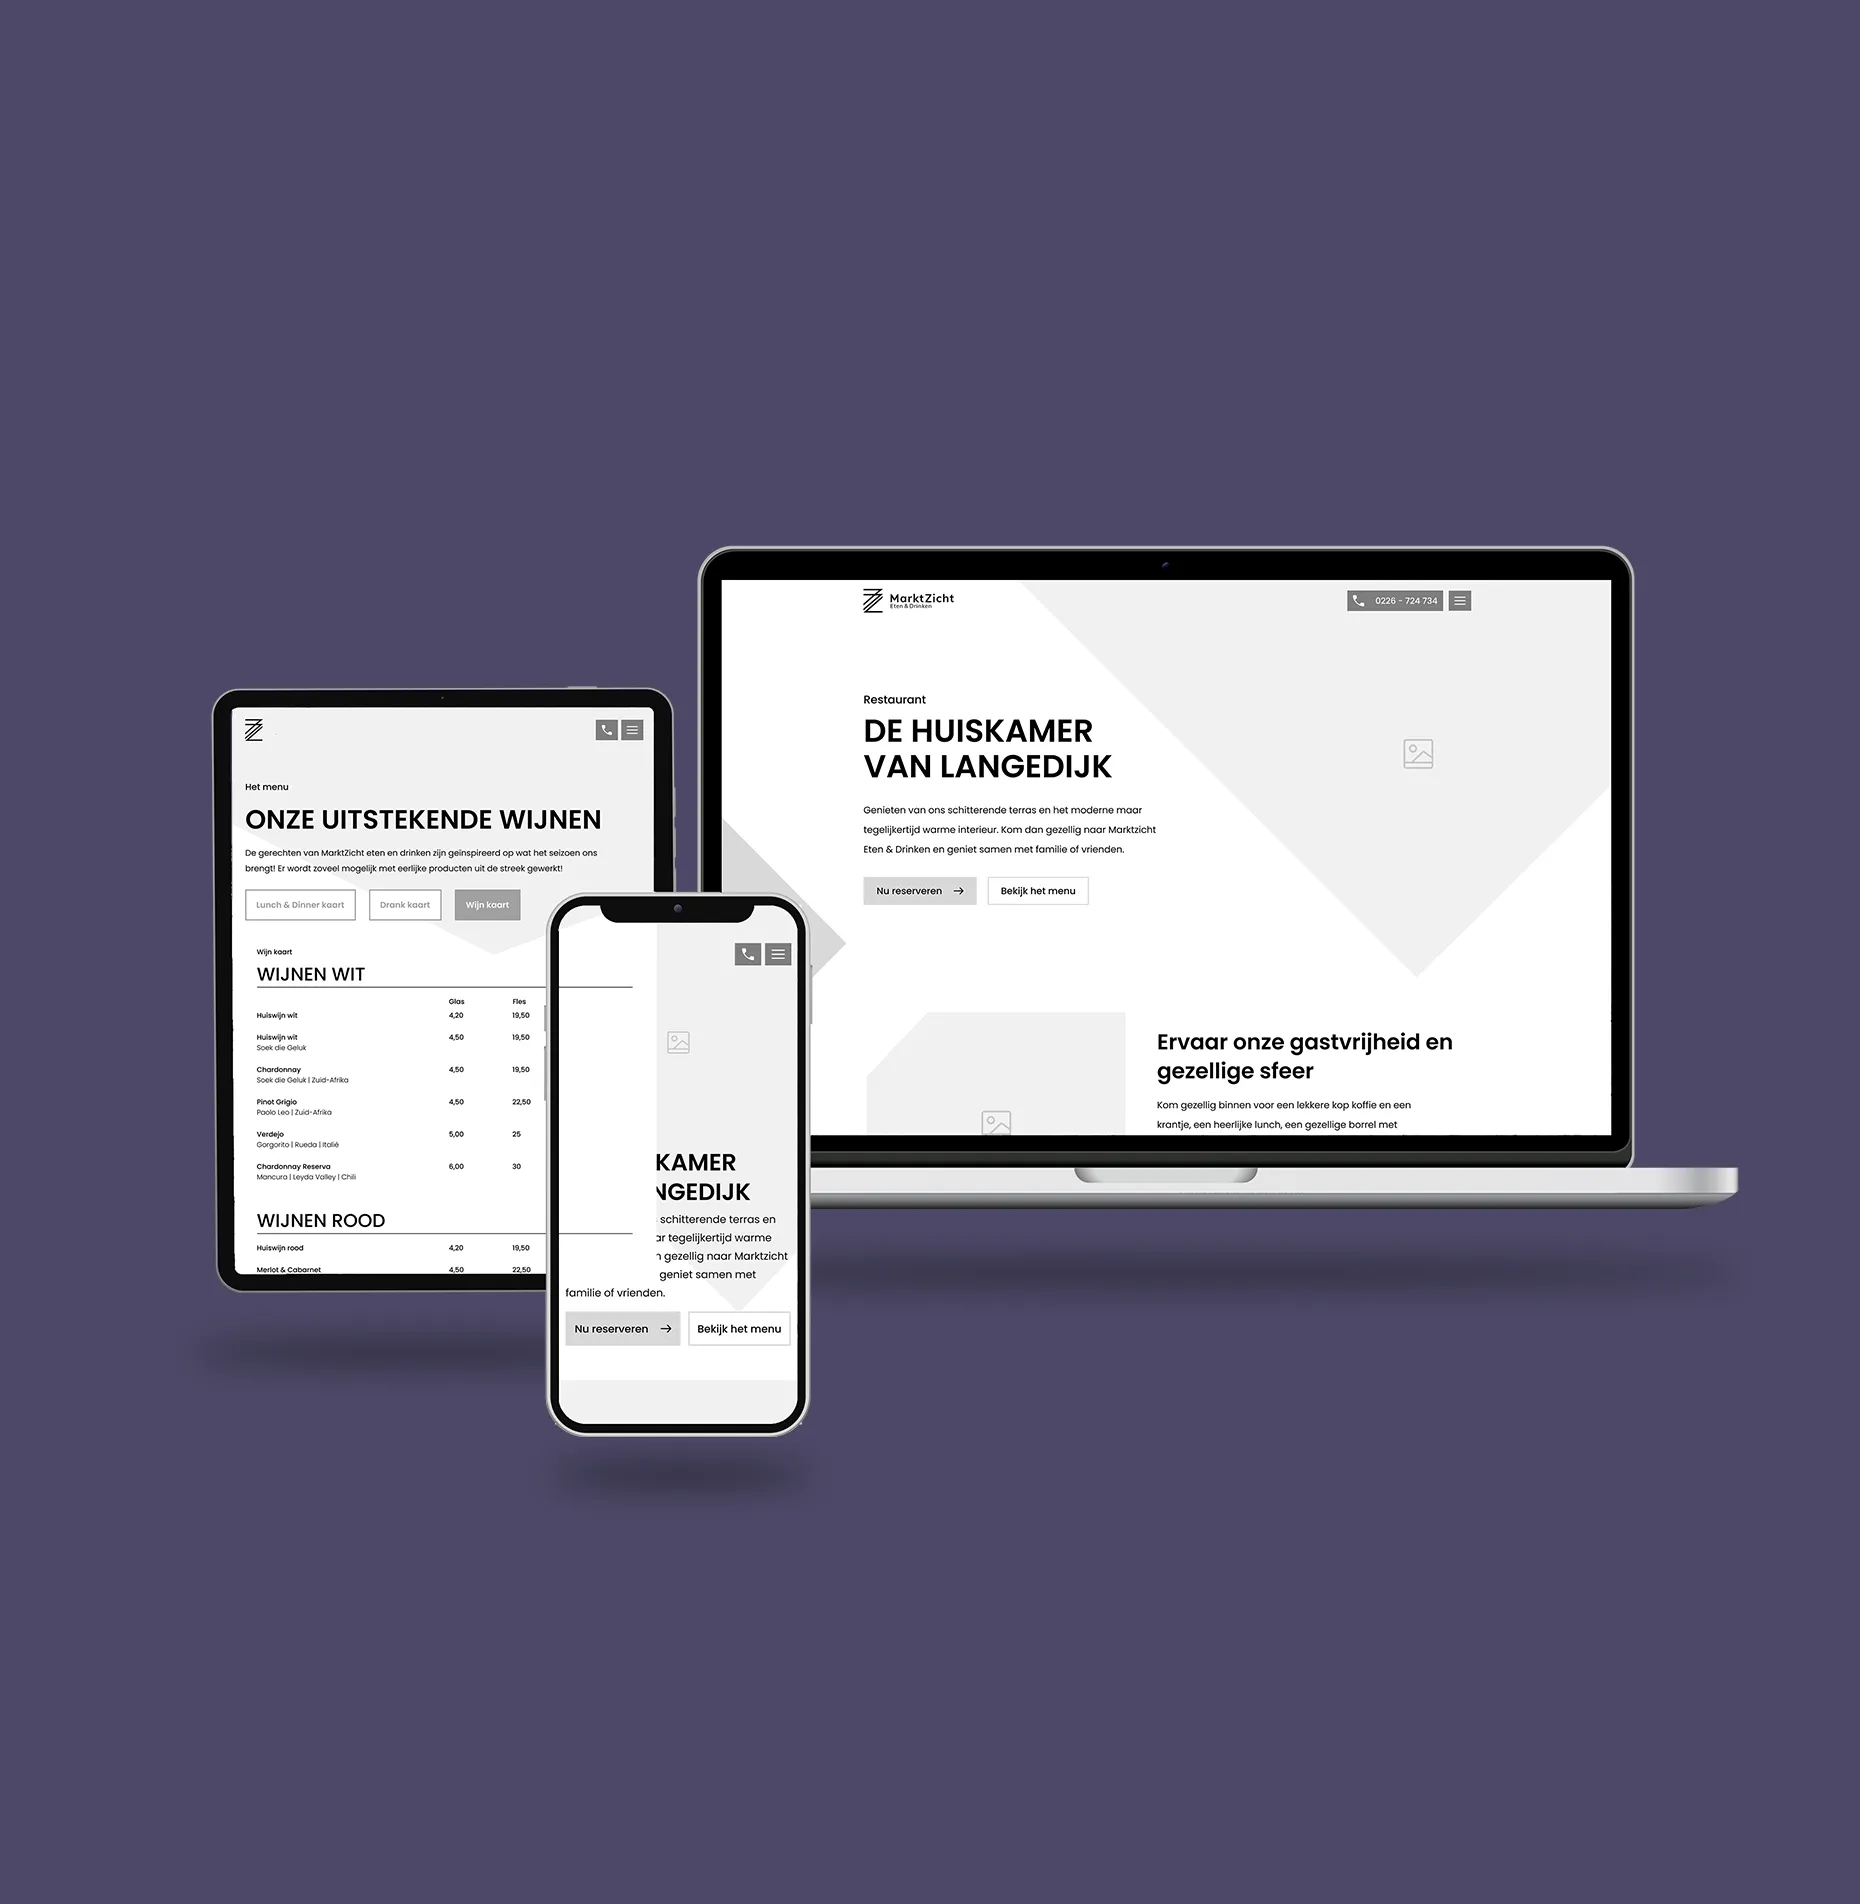 MarktZicht
Eten & Drinken
0226 - 724 734
Restaurant
DE HUISKAMER
VAN LANGEDIJK
Genieten van ons schitterende terras en het moderne maar
tegelijkertijd warme interieur. Kom dan gezellig naar Marktzicht
Eten & Drinken en geniet samen met familie of vrienden.
Nu reserveren
Bekijk het menu
Ervaar onze gastvrijheid en
gezellige sfeer
Kom gezellig binnen voor een lekkere kop koffie en een
krantje, een heerlijke lunch, een gezellige borrel met
Het menu
ONZE UITSTEKENDE WIJNEN
De gerechten van MarktZicht eten en drinken zijn geïnspireerd op wat het seizoen ons
brengt! Er wordt zoveel mogelijk met eerlijke producten uit de streek gewerkt!
Lunch & Dinner kaart
Drank kaart
Wijn kaart
Wijn kaart
WIJNEN WIT
Glas Fles
Huiswijn wit 4,20 19,50
Huiswijn wit 4,50 19,50
Soek die Geluk
Chardonnay 4,50 19,50
Soek die Geluk | Zuid-Afrika
Pinot Grigio 4,50 22,50
Paolo Leo | Zuid-Afrika
Verdejo 5,00 25
Gorgorito | Rueda | Italië
Chardonnay Reserva 6,00 30
Mancura | Leyda Valley | Chili
WIJNEN ROOD
Huiswijn rood 4,20 19,50
Merlot & Cabarnet 4,50 22,50
KAMER
NGEDIJK
schitterende terras en
ar tegelijkertijd warme
n gezellig naar Marktzicht
geniet samen met
familie of vrienden.
Nu reserveren
Bekijk het menu